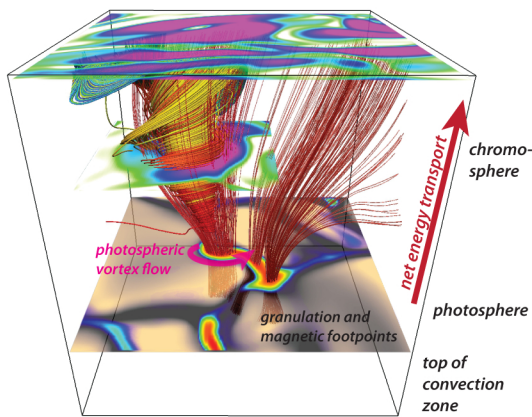 chromo-
sphere
net energy transport
photospheric
vortex flow
granulation and
magnetic footpoints
photosphere
top of
convection
zone